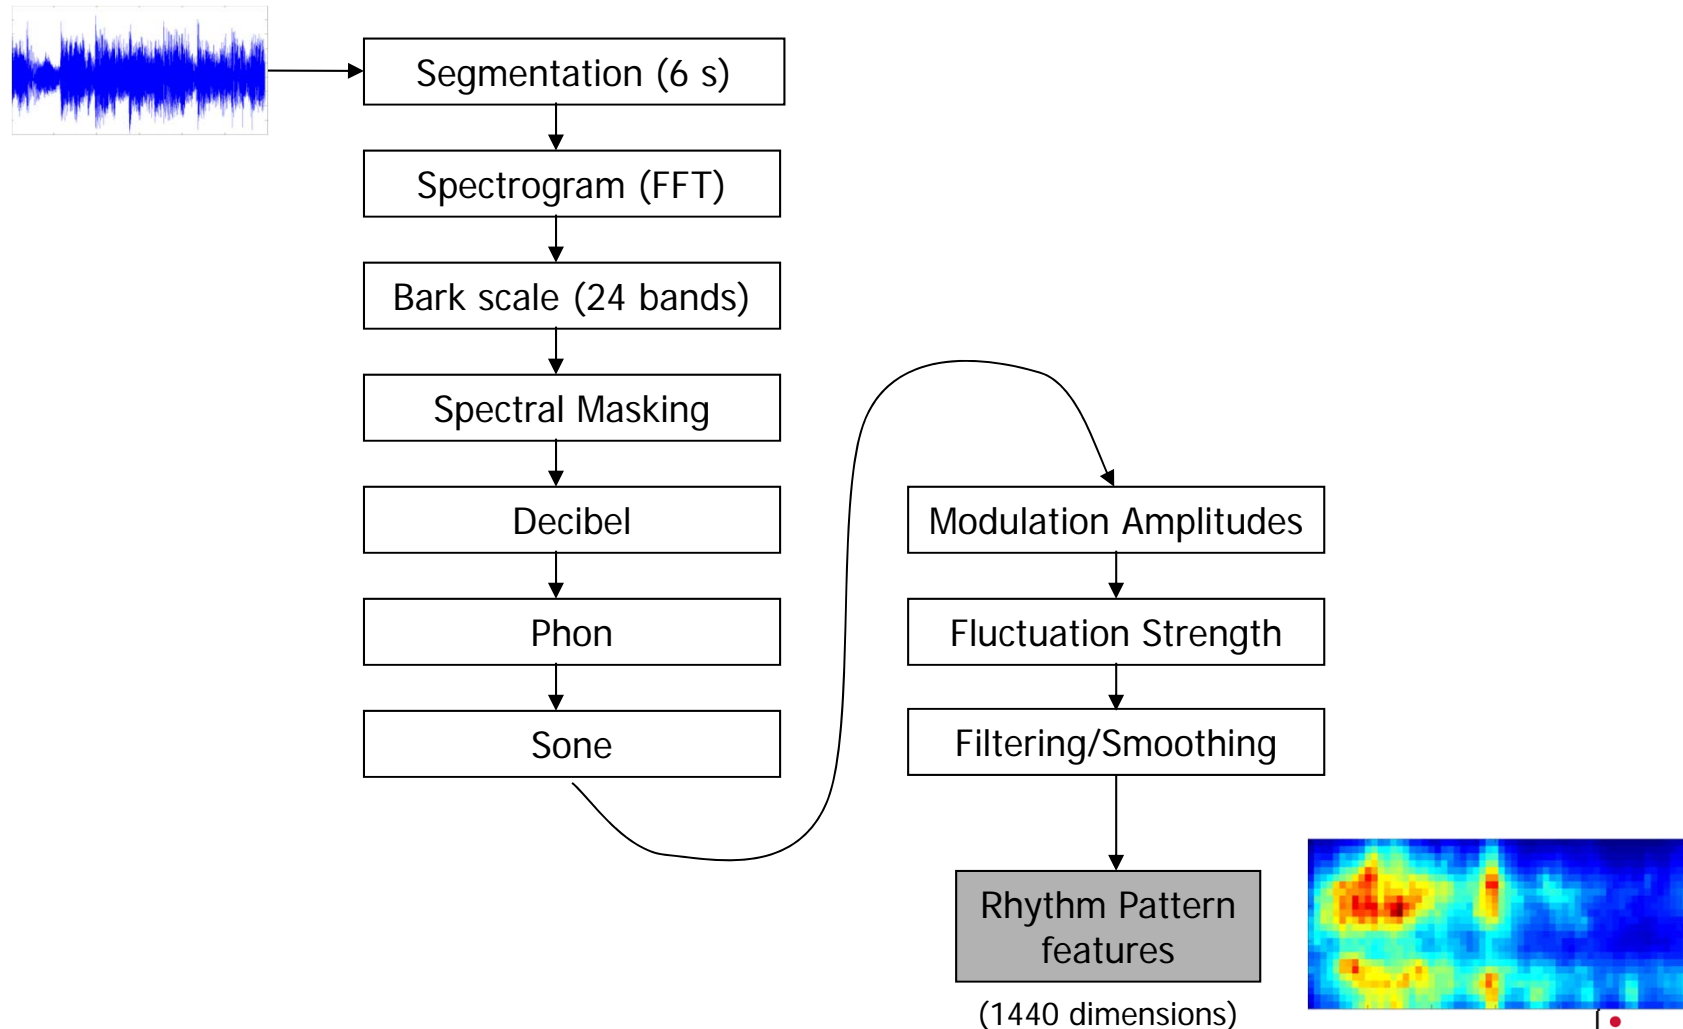 Segmentation (6 s)
Spectrogram (FFT)
Bark scale (24 bands)
Spectral Masking
Decibel
Phon
Sone
Modulation Amplitudes
Fluctuation Strength
Filtering/Smoothing
Rhythm Pattern
features
(1440 dimensions)